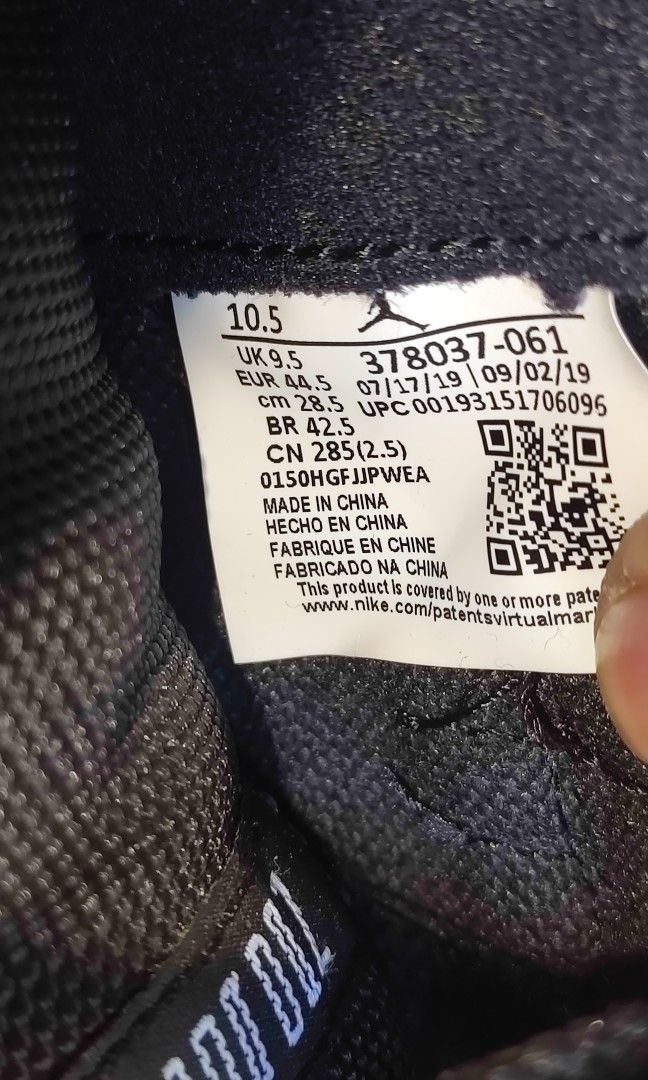 10.5
378037-061
UK 9.5
07/17/19 | 09/02/19
EUR 44.5
UPC 00193151706096
cm 28.5
BR 42.5
CN 285(2.5)
0150HGFJJPWEA
MADE IN CHINA
HECHO EN CHINA
FABRIQUE EN CHINE
FABRICADO NA CHINA
This product is covered by one or more
www.nike.com/patentsvirtualmar